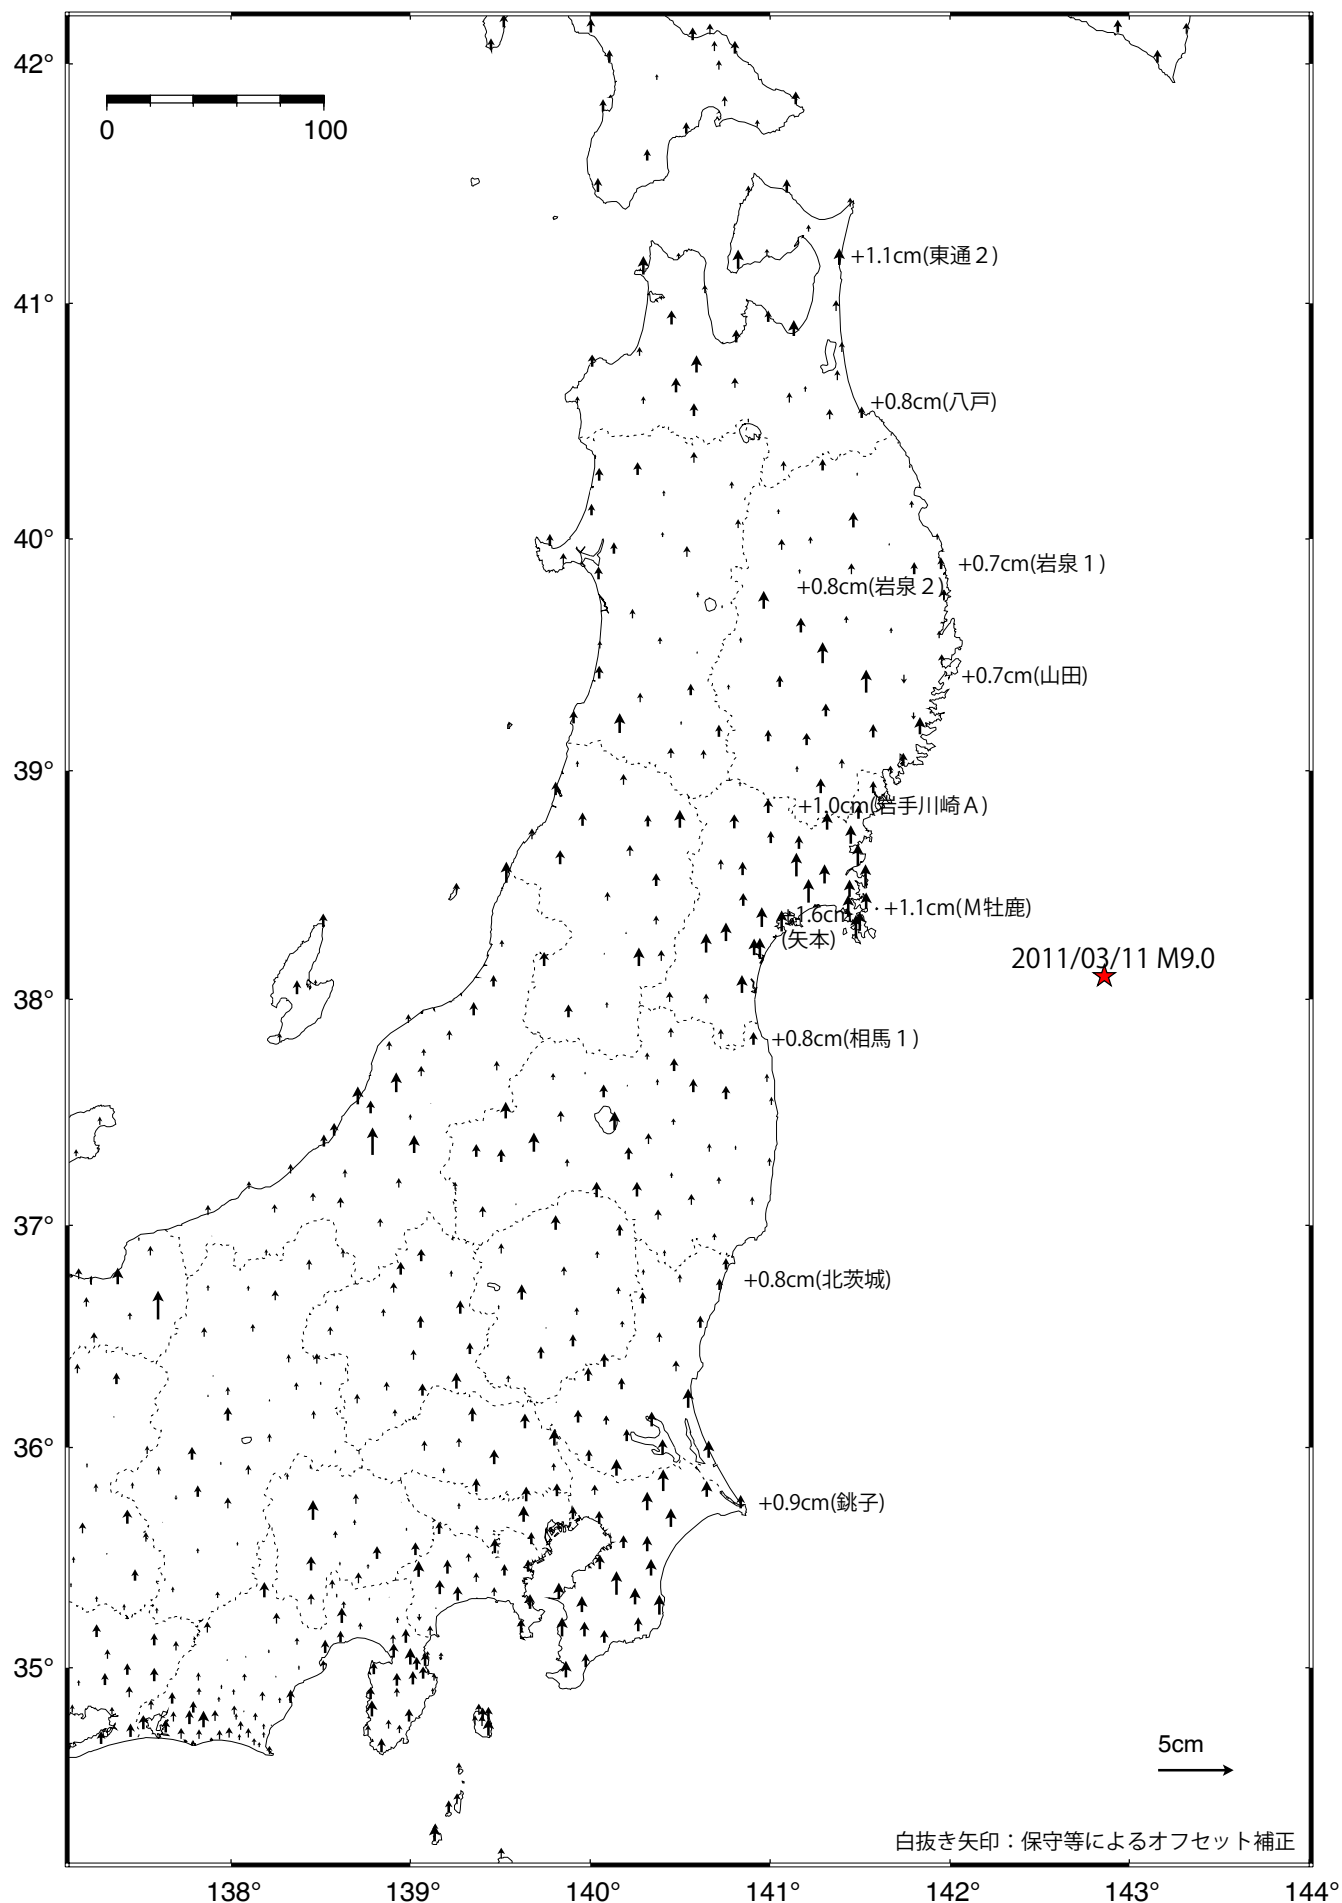 42°
0 100
+1.1cm(東通２)
41°
+0.8cm(八戸)
40°
+0.7cm(岩泉１)
+0.8cm(岩泉２)
+0.7cm(山田)
39°
+1.0cm(岩手川崎Ａ)
+1.1cm(Ｍ牡鹿)
+1.6cm
(矢本)
2011/03/11 M9.0
38°
+0.8cm(相馬１)
37°
+0.8cm(北茨城)
36°
+0.9cm(銚子)
35°
5cm
白抜き矢印：保守等によるオフセット補正
138° 139° 140° 141° 142° 143° 144°